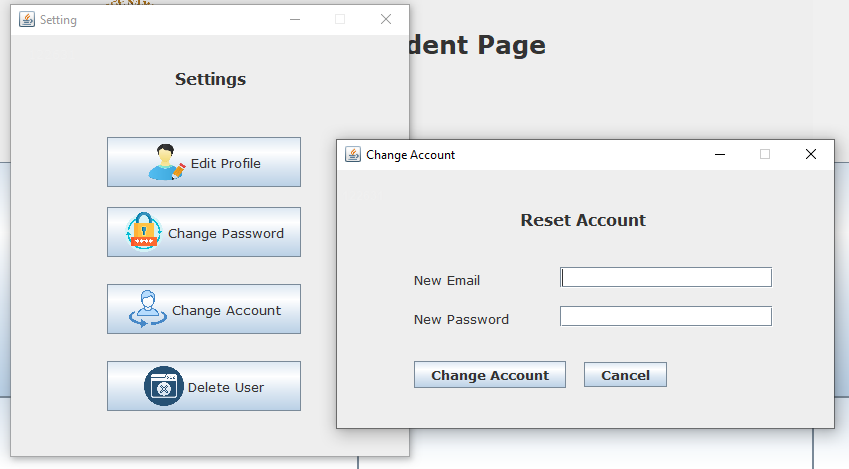 Setting
dent Page
Settings
Edit Profile
Change Password
Change Account
Delete User
Change Account
Reset Account
New Email
New Password
Change Account
Cancel